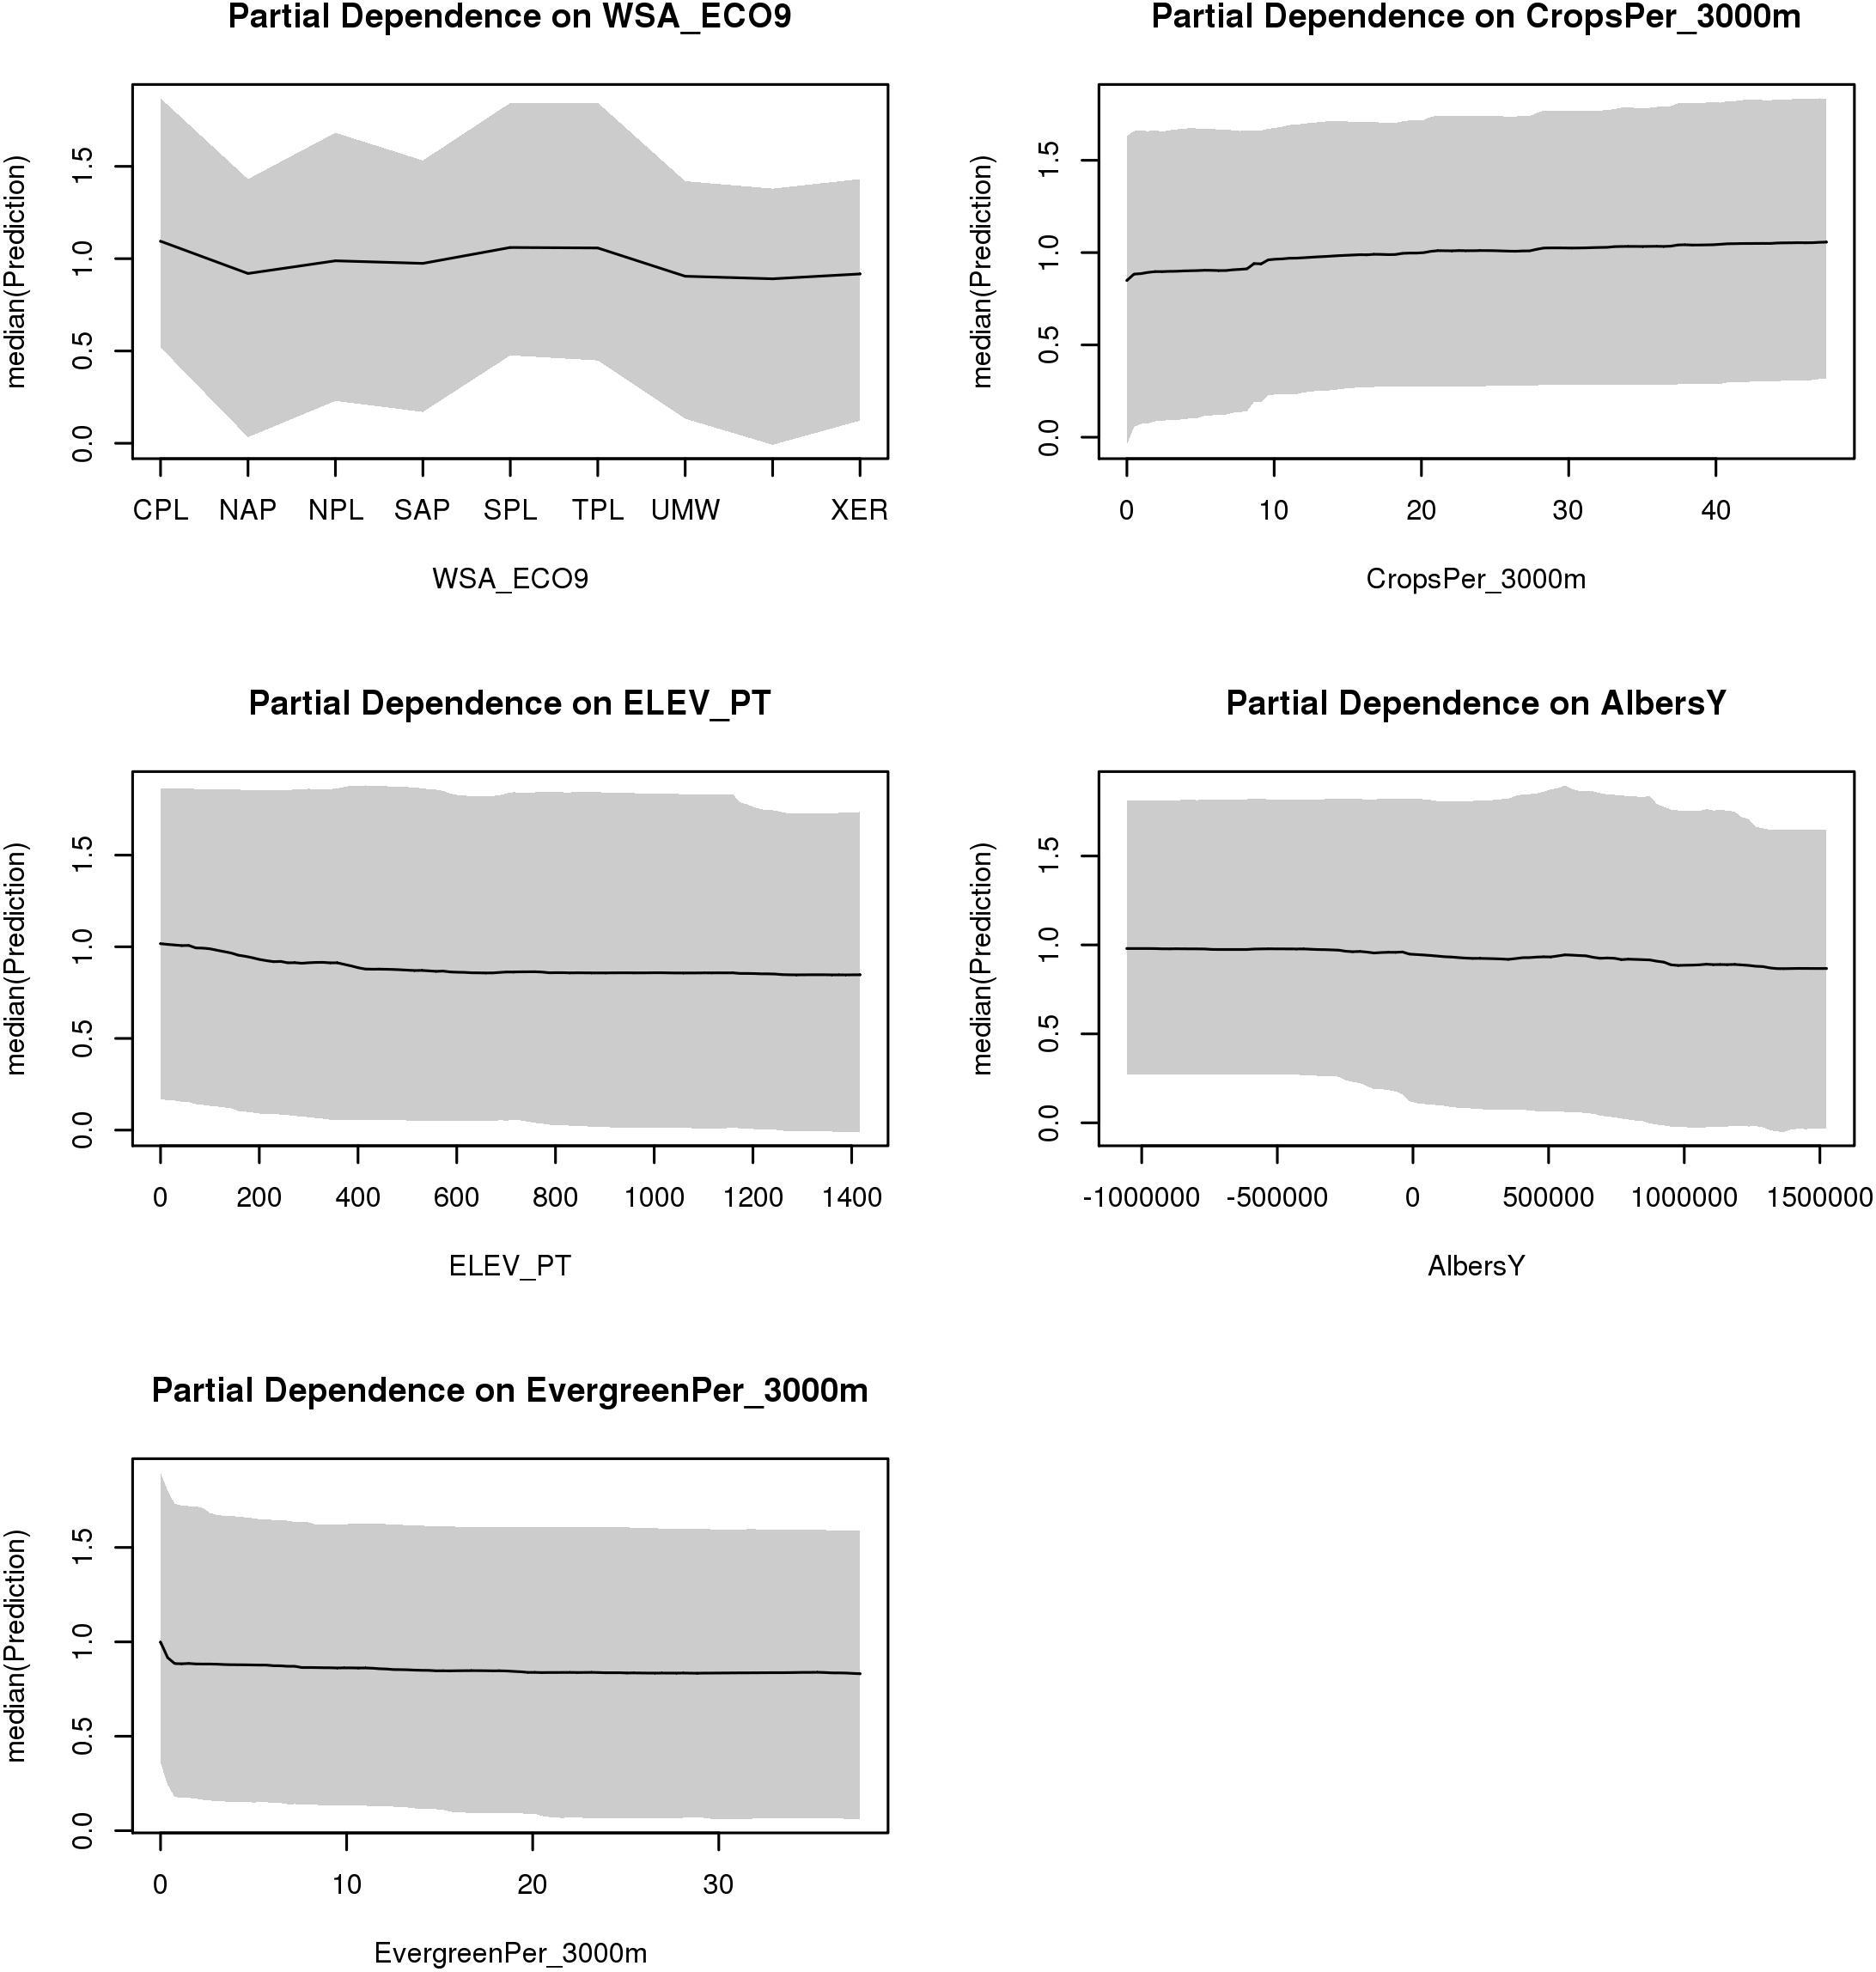 Partial Dependence on WSA_ECO9
median(Prediction)
0.0 0.5 1.0 1.5
CPL NAP NPL SAP SPL TPL UMW XER
WSA_ECO9
Partial Dependence on CropsPer_3000m
median(Prediction)
0.0 0.5 1.0 1.5
0 10 20 30 40
CropsPer_3000m
Partial Dependence on ELEV_PT
median(Prediction)
0.0 0.5 1.0 1.5
0 200 400 600 800 1000 1200 1400
ELEV_PT
Partial Dependence on AlbersY
median(Prediction)
0.0 0.5 1.0 1.5
-1000000 -500000 0 500000 1000000 1500000
AlbersY
Partial Dependence on EvergreenPer_3000m
median(Prediction)
0.0 0.5 1.0 1.5
0 10 20 30
EvergreenPer_3000m